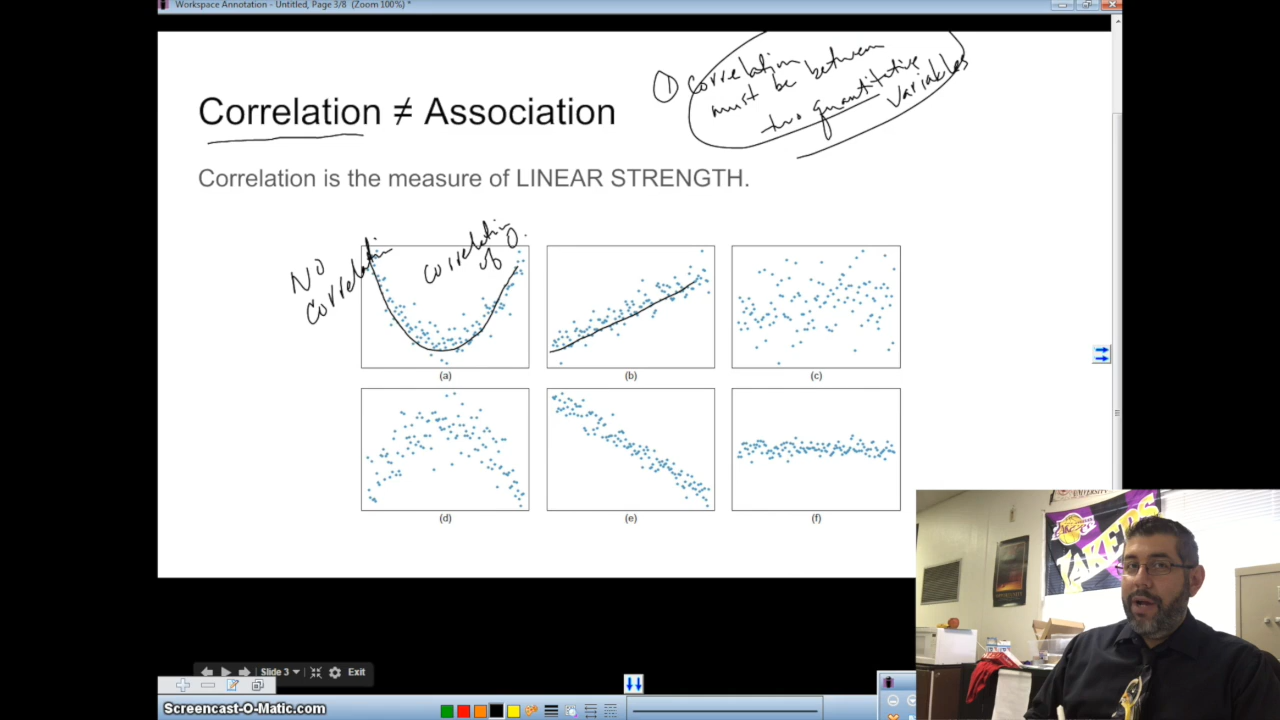 Workspace Annotation - Untitled, Page 3/8 (Zoom 100%) *
① Correlation
must be between
two quantitative
variables
Correlation ≠ Association
Correlation is the measure of LINEAR STRENGTH.
No
correlation
correlation
of 0.
(a)
(b)
(c)
(d)
(e)
(f)
LAKERS
Slide 3
Exit
Screencast-O-Matic.com